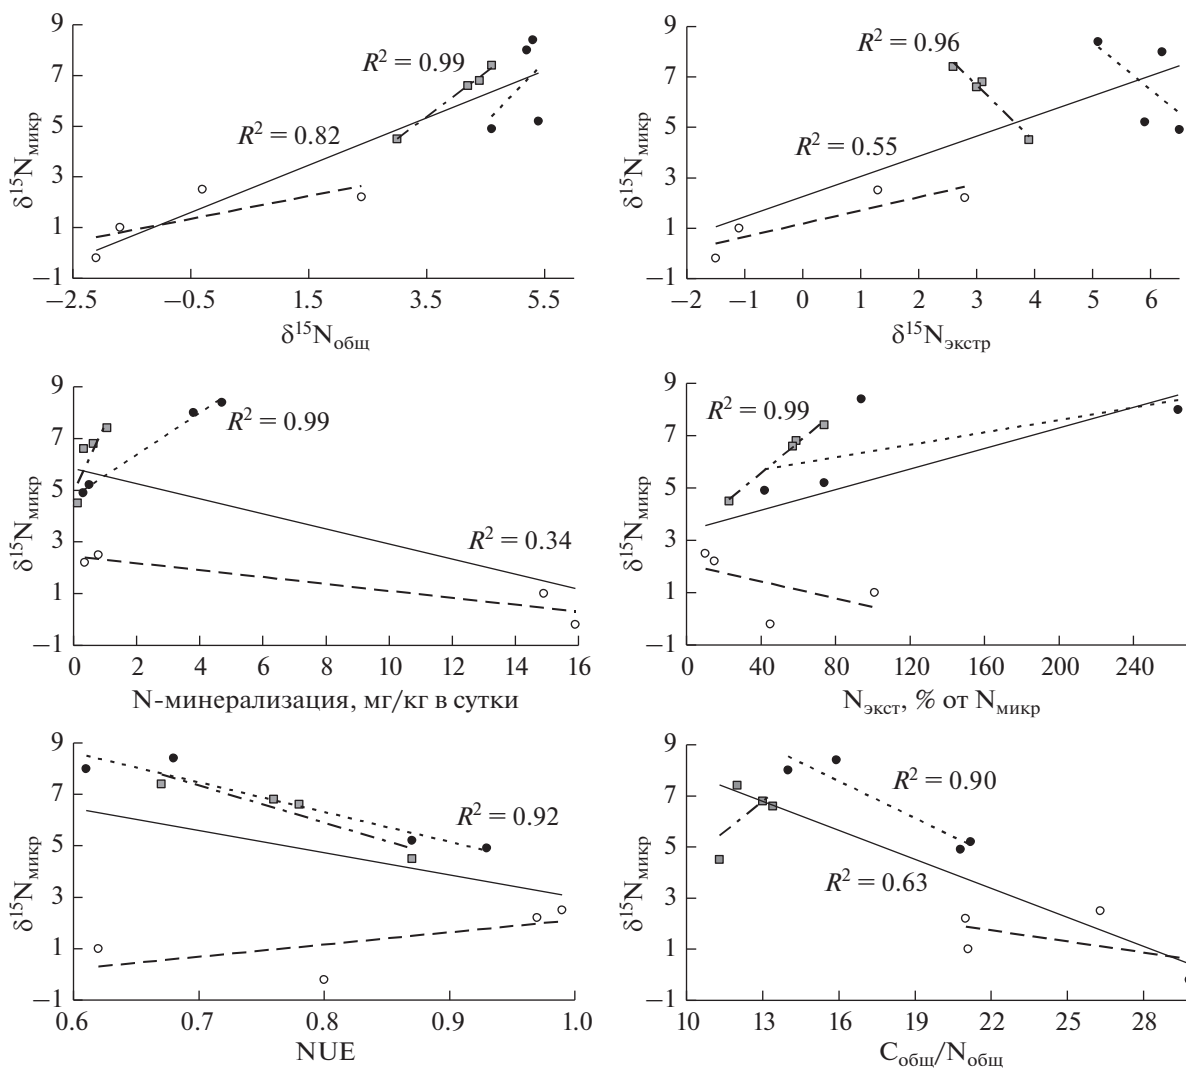 9
7
5
3
1
−1
δ¹⁵Nмикр
R² = 0.99
R² = 0.82
−2.5 −0.5 1.5 3.5 5.5
δ¹⁵Nобщ
9
7
5
3
1
−1
δ¹⁵Nмикр
R² = 0.96
R² = 0.55
−2 −1 0 1 2 3 4 5 6
δ¹⁵Nэкстр
9
7
5
3
1
−1
δ¹⁵Nмикр
R² = 0.99
R² = 0.34
0 2 4 6 8 10 12 14 16
N-минерализация, мг/кг в сутки
9
7
5
3
1
−1
δ¹⁵Nмикр
R² = 0.99
0 40 80 120 160 200 240
Nэкст, % от Nмикр
9
7
5
3
1
−1
δ¹⁵Nмикр
R² = 0.92
0.6 0.7 0.8 0.9 1.0
NUE
9
7
5
3
1
−1
δ¹⁵Nмикр
R² = 0.90
R² = 0.63
10 13 16 19 22 25 28
Cобщ/Nобщ